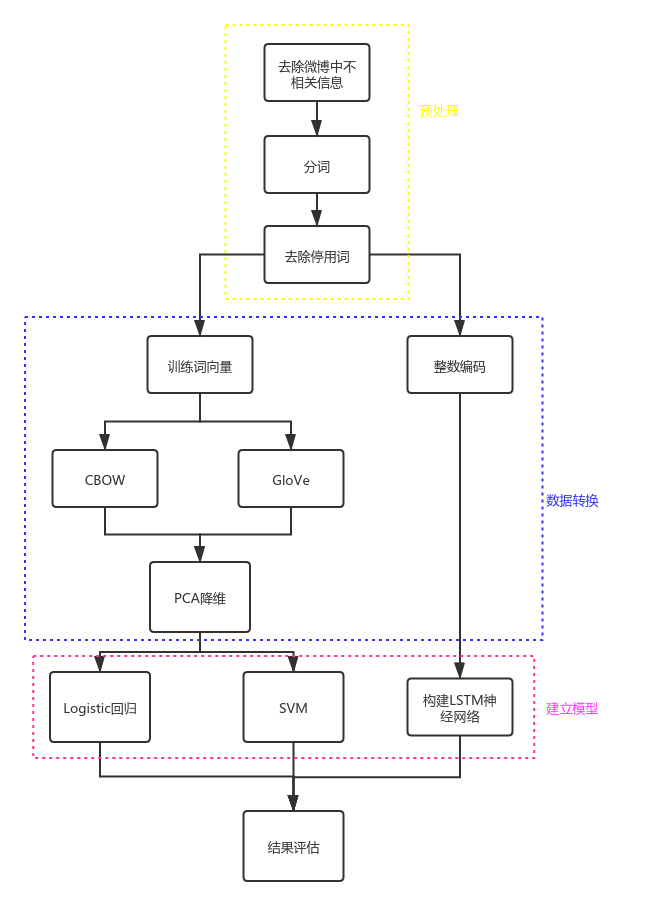 去除微博中不
相关信息
预处理
分词
去除停用词
训练词向量
整数编码
CBOW
GloVe
数据转换
PCA降维
Logistic回归
SVM
构建LSTM神
经网络
建立模型
结果评估